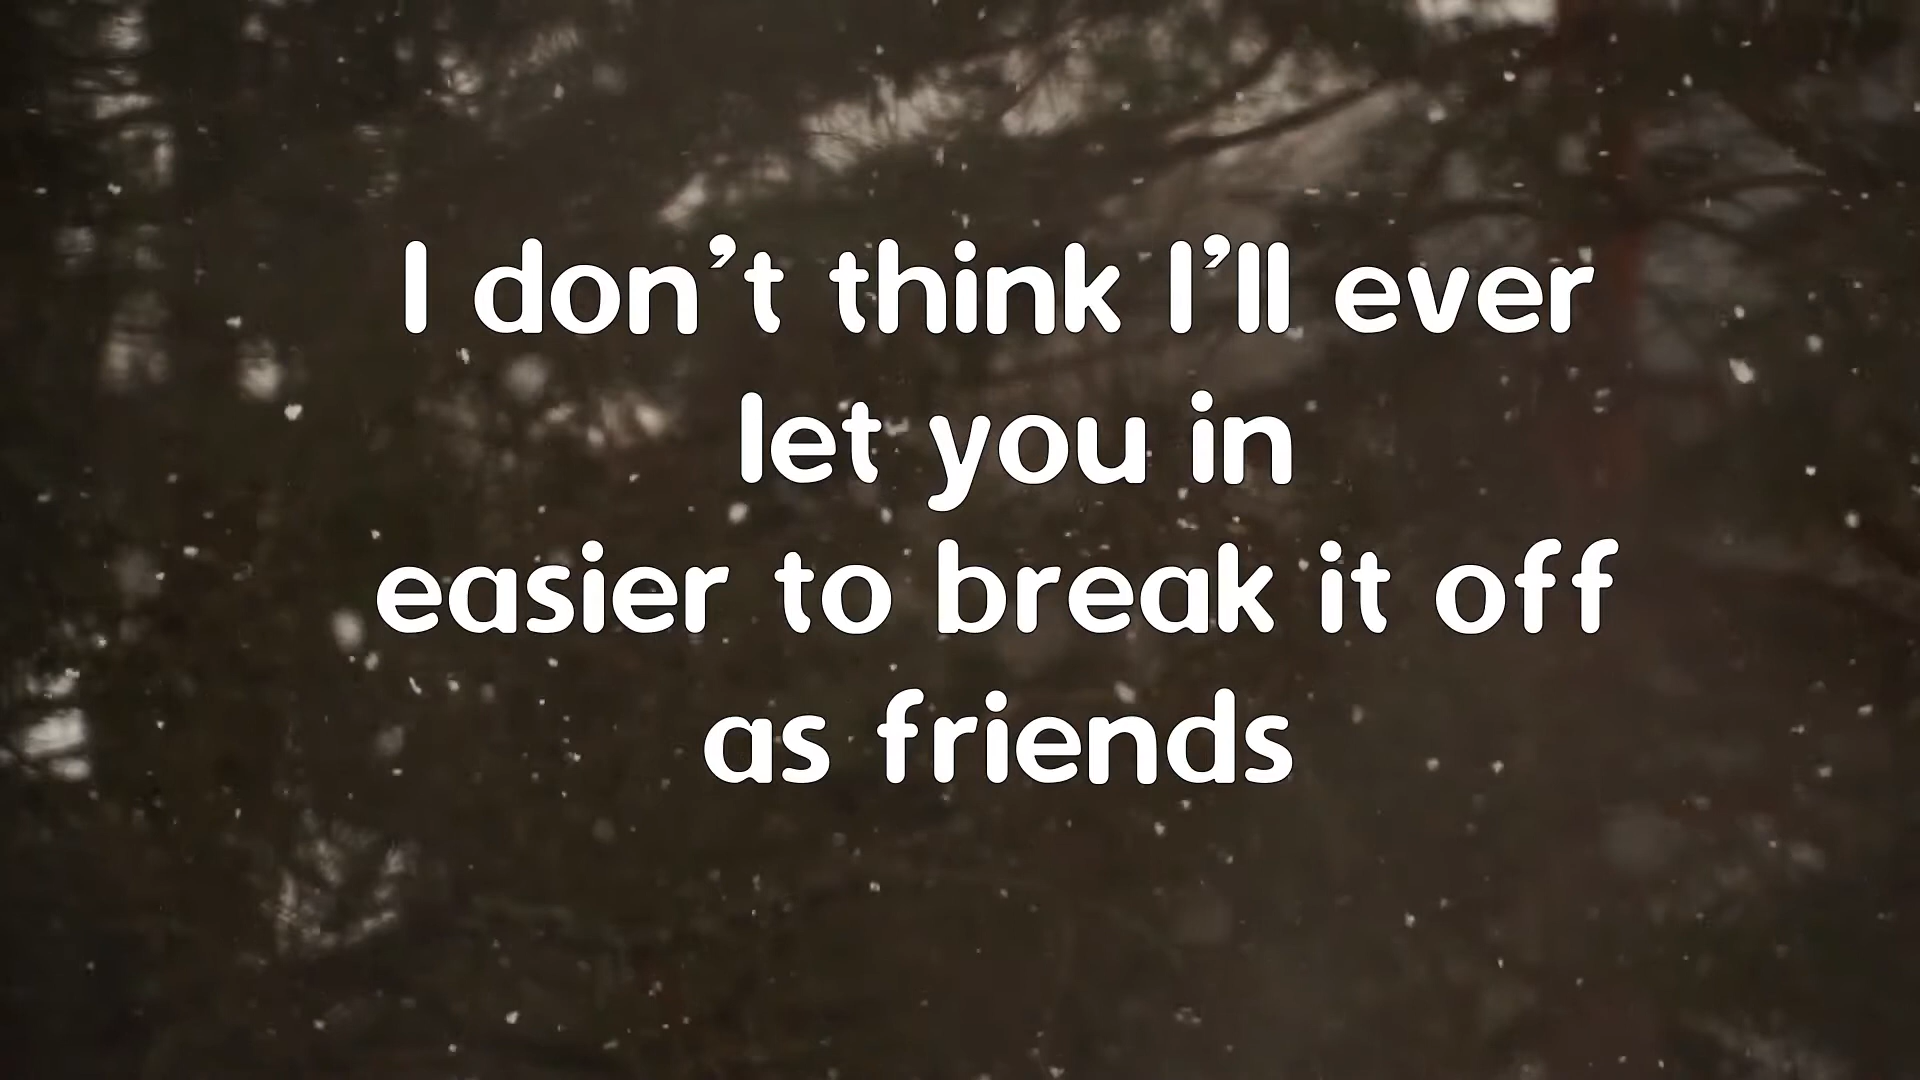 I don’t think I’ll ever
let you in
easier to break it off
as friends